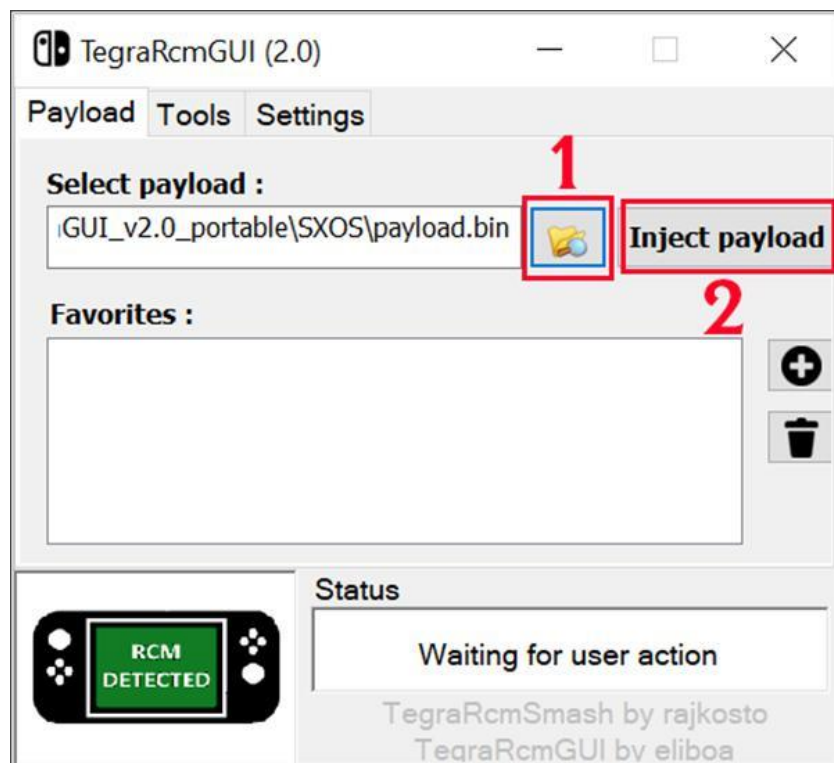 TegraRcmGUI (2.0)
Payload Tools Settings
1
Select payload :
GUI_v2.0_portable\SXOS\payload.bin
Inject payload
2
Favorites :
RCM
DETECTED
Status
Waiting for user action
TegraRcmSmash by rajkosto
TegraRcmGUI by eliboa